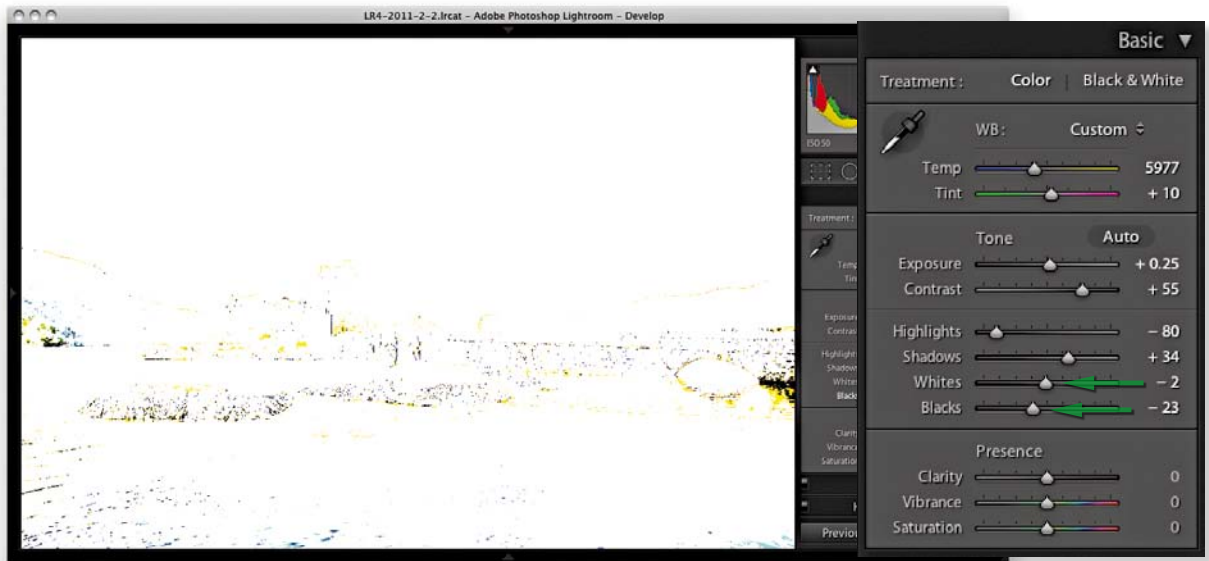 LR4-2011-2-2.lrcat - Adobe Photoshop Lightroom - Develop
ISO 50
Treatment :
Temp
Tint
Exposure
Contrast
Highlights
Shadows
Whites
Blacks
Clarity
Vibrance
Saturation
Basic ▼
Treatment : Color | Black & White
WB : Custom
Temp 5977
Tint + 10
Tone Auto
Exposure + 0.25
Contrast + 55
Highlights - 80
Shadows + 34
Whites - 2
Blacks - 23
Presence
Clarity 0
Vibrance 0
Saturation 0